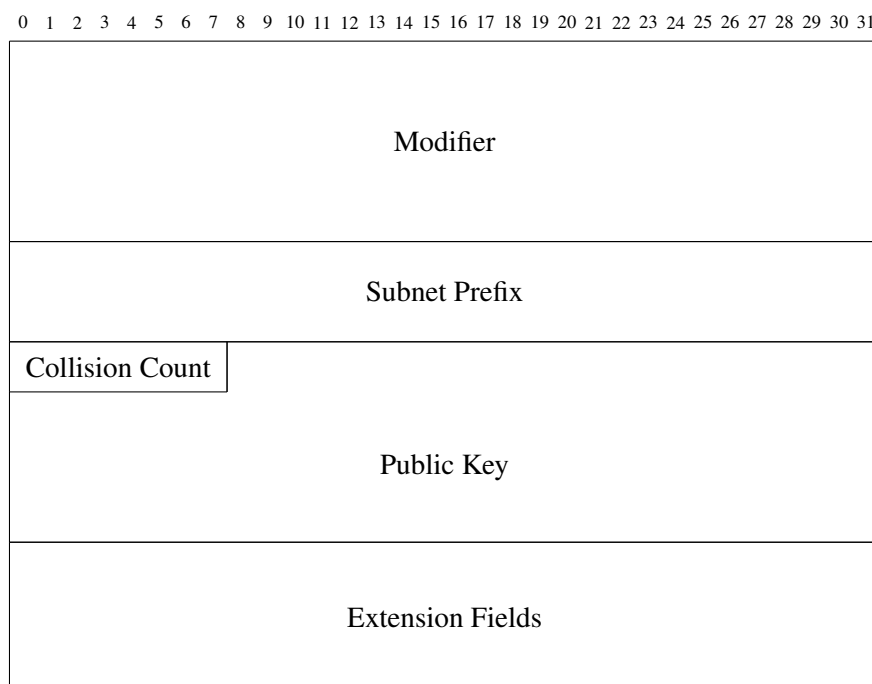 0 1 2 3 4 5 6 7 8 9 10 11 12 13 14 15 16 17 18 19 20 21 22 23 24 25 26 27 28 29 30 31
Modifier
Subnet Prefix
Collision Count
Public Key
Extension Fields